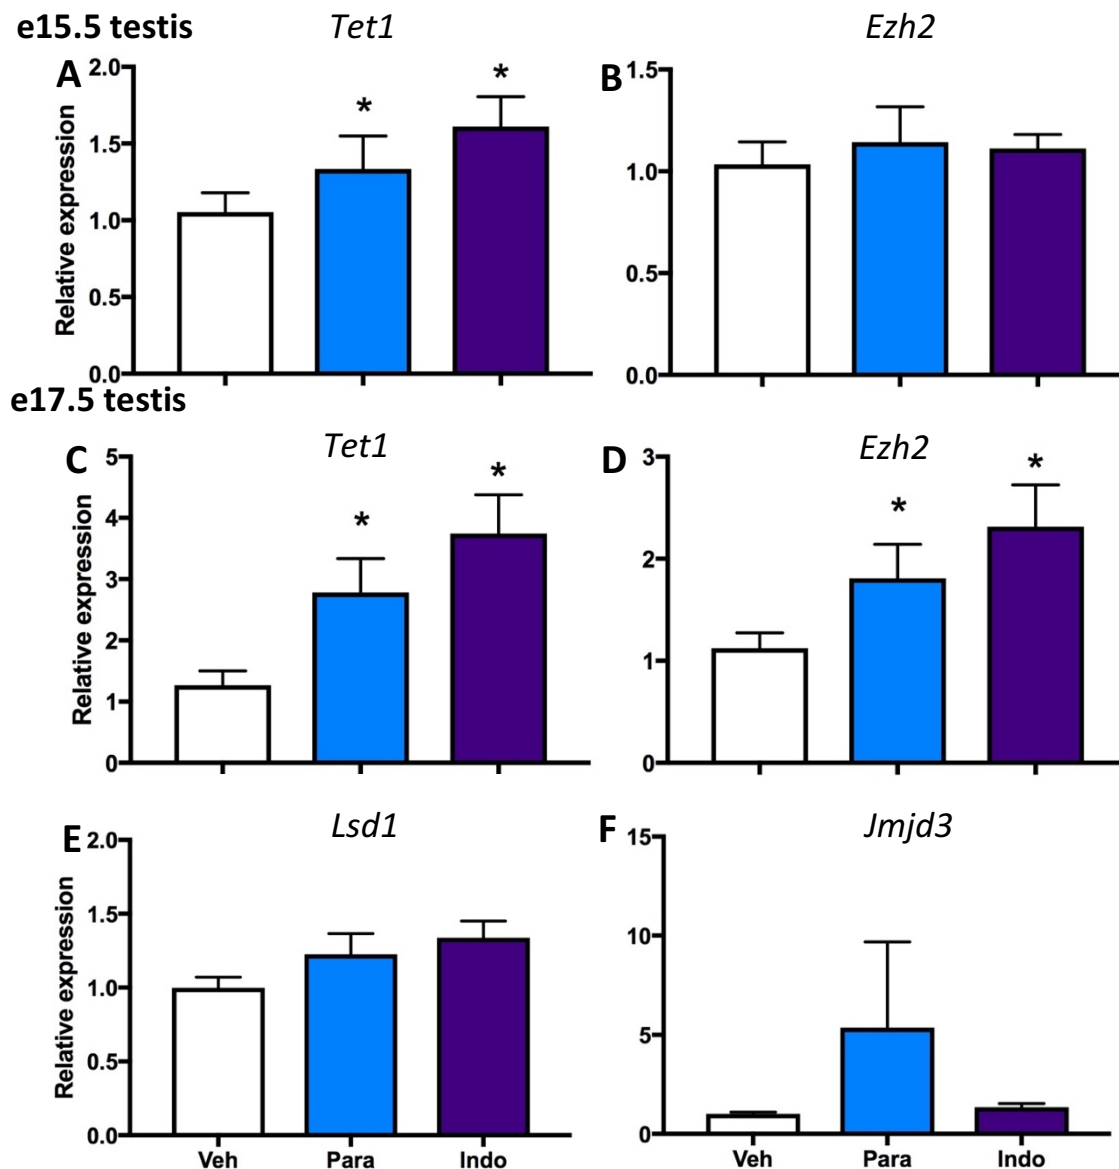 e15.5 testis
Tet1
Ezh2
A
2.0
1.5
1.0
0.5
0.0
Relative expression
*
*
B
1.5
1.0
0.5
0.0
e17.5 testis
Tet1
Ezh2
C
5
4
3
2
1
0
Relative expression
*
*
D
3
2
1
0
*
*
Lsd1
Jmjd3
E
2.0
1.5
1.0
0.5
0.0
Relative expression
Veh Para Indo
F
15
10
5
0
Veh Para Indo